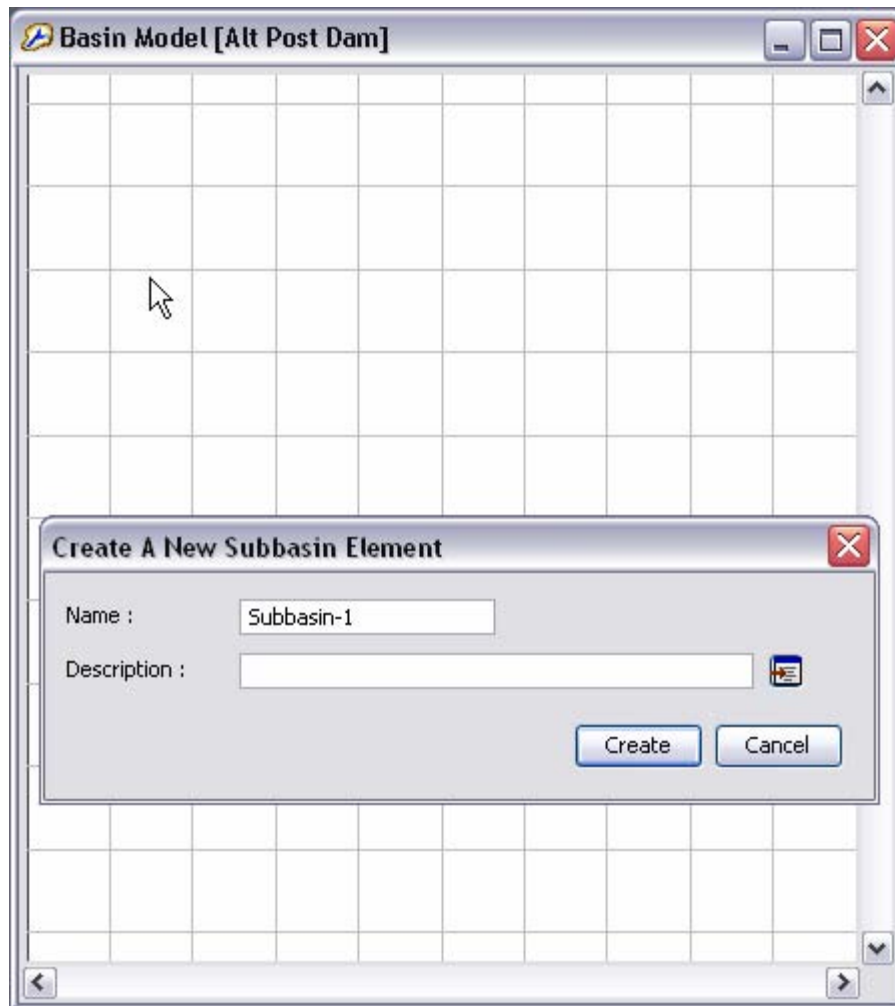 Basin Model [Alt Post Dam]
Create A New Subbasin Element
Name :
Subbasin-1
Description :
Create
Cancel